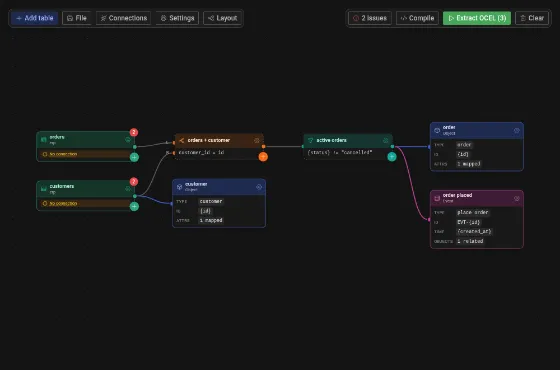 Add table
File
Connections
Settings
Layout
2 issues
Compile
Extract OCEL (3)
Clear
orders
2
No connection
customers
2
No connection
orders + customer
customer_id = id
customer
object
TYPE customer
ID {id}
ATTRS 1 mapped
active orders
{status} != "cancelled"
order
object
TYPE order
ID {id}
ATTRS 1 mapped
order placed
event
TYPE place order
ID EVT-{id}
TIME {created_at}
OBJECTS 1 related